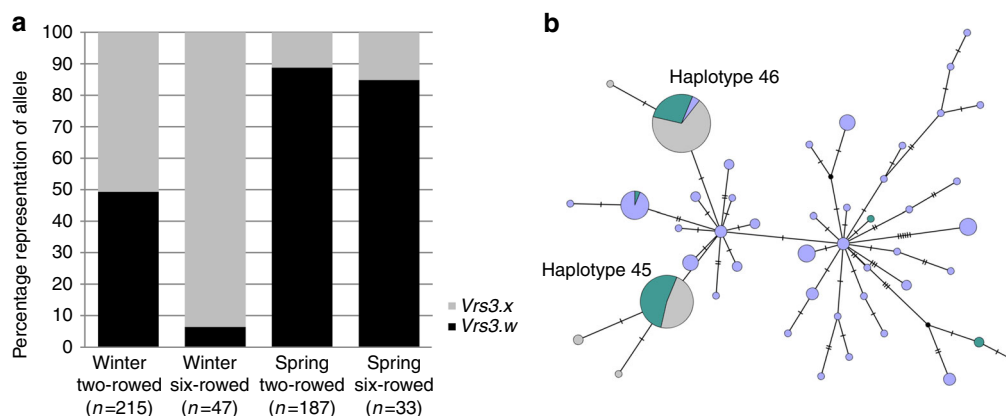 a
Percentage representation of allele
100
90
80
70
60
50
40
30
20
10
0
Winter two-rowed (n=215)
Winter six-rowed (n=47)
Spring two-rowed (n=187)
Spring six-rowed (n=33)
Vrs3.x
Vrs3.w
b
Haplotype 46
Haplotype 45